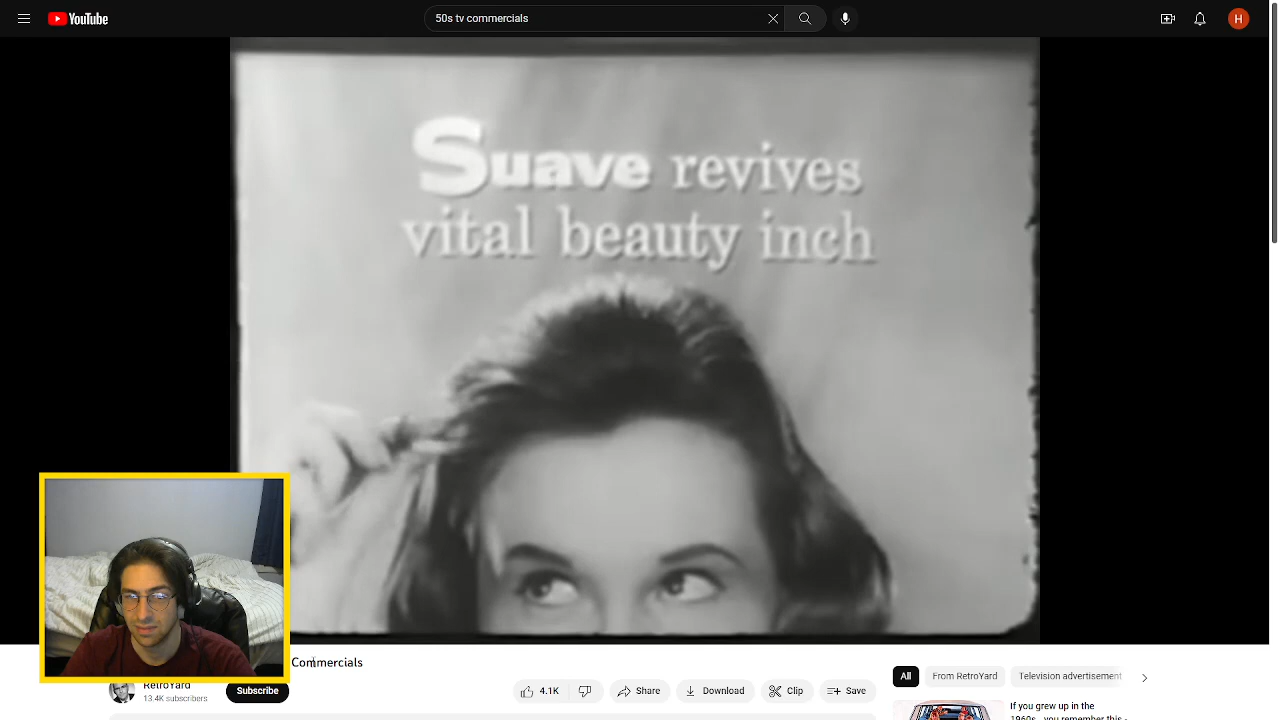 YouTube
50s tv commercials
H
Suave revives
vital beauty inch
Commercials
RetroYard
13.4K subscribers
Subscribe
4.1K
Share
Download
Clip
Save
All
From RetroYard
Television advertisement
If you grew up in the
1960s...you remember this -